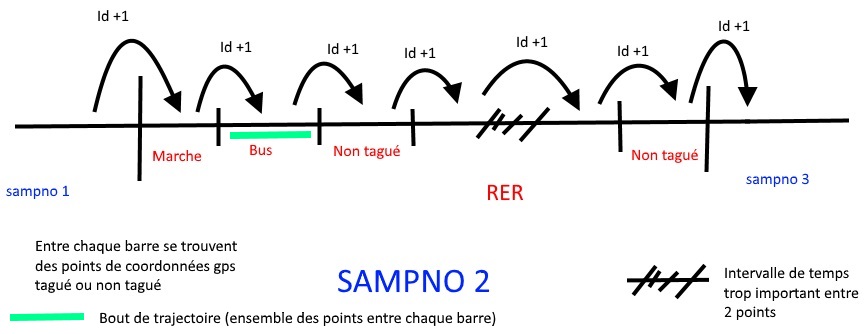 Id +1
Id +1
Id +1
Id +1
Id +1
Id +1
Id +1
Marche
Bus
Non tagué
Non tagué
sampno 1
RER
sampno 3
Entre chaque barre se trouvent
des points de coordonnées gps
tagué ou non tagué
SAMPNO 2
Intervalle de temps
trop important entre
2 points
Bout de trajectoire (ensemble des points entre chaque barre)